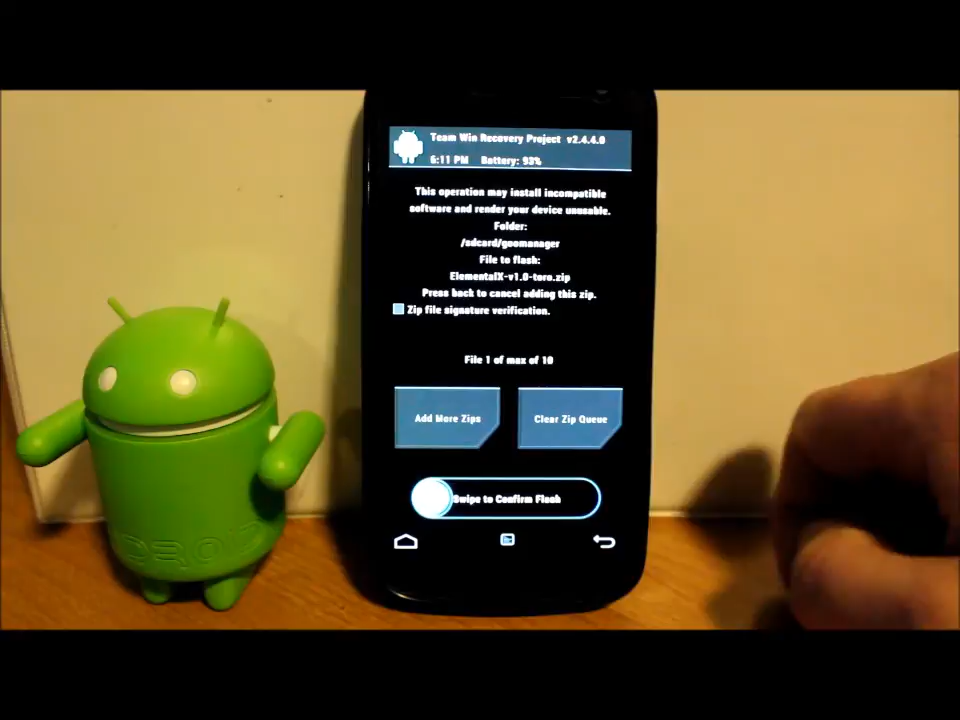 Team Win Recovery Project v2.4.4.0
6:11 PM Battery: 93%
This operation may install incompatible
software and render your device unusable.
Folder:
/sdcard/goomanager
File to flash:
ElementalX-v1.0-toro.zip
Press back to cancel adding this zip.
Zip file signature verification.
File 1 of max of 10
Add More Zips
Clear Zip Queue
Swipe to Confirm Flash
DROID